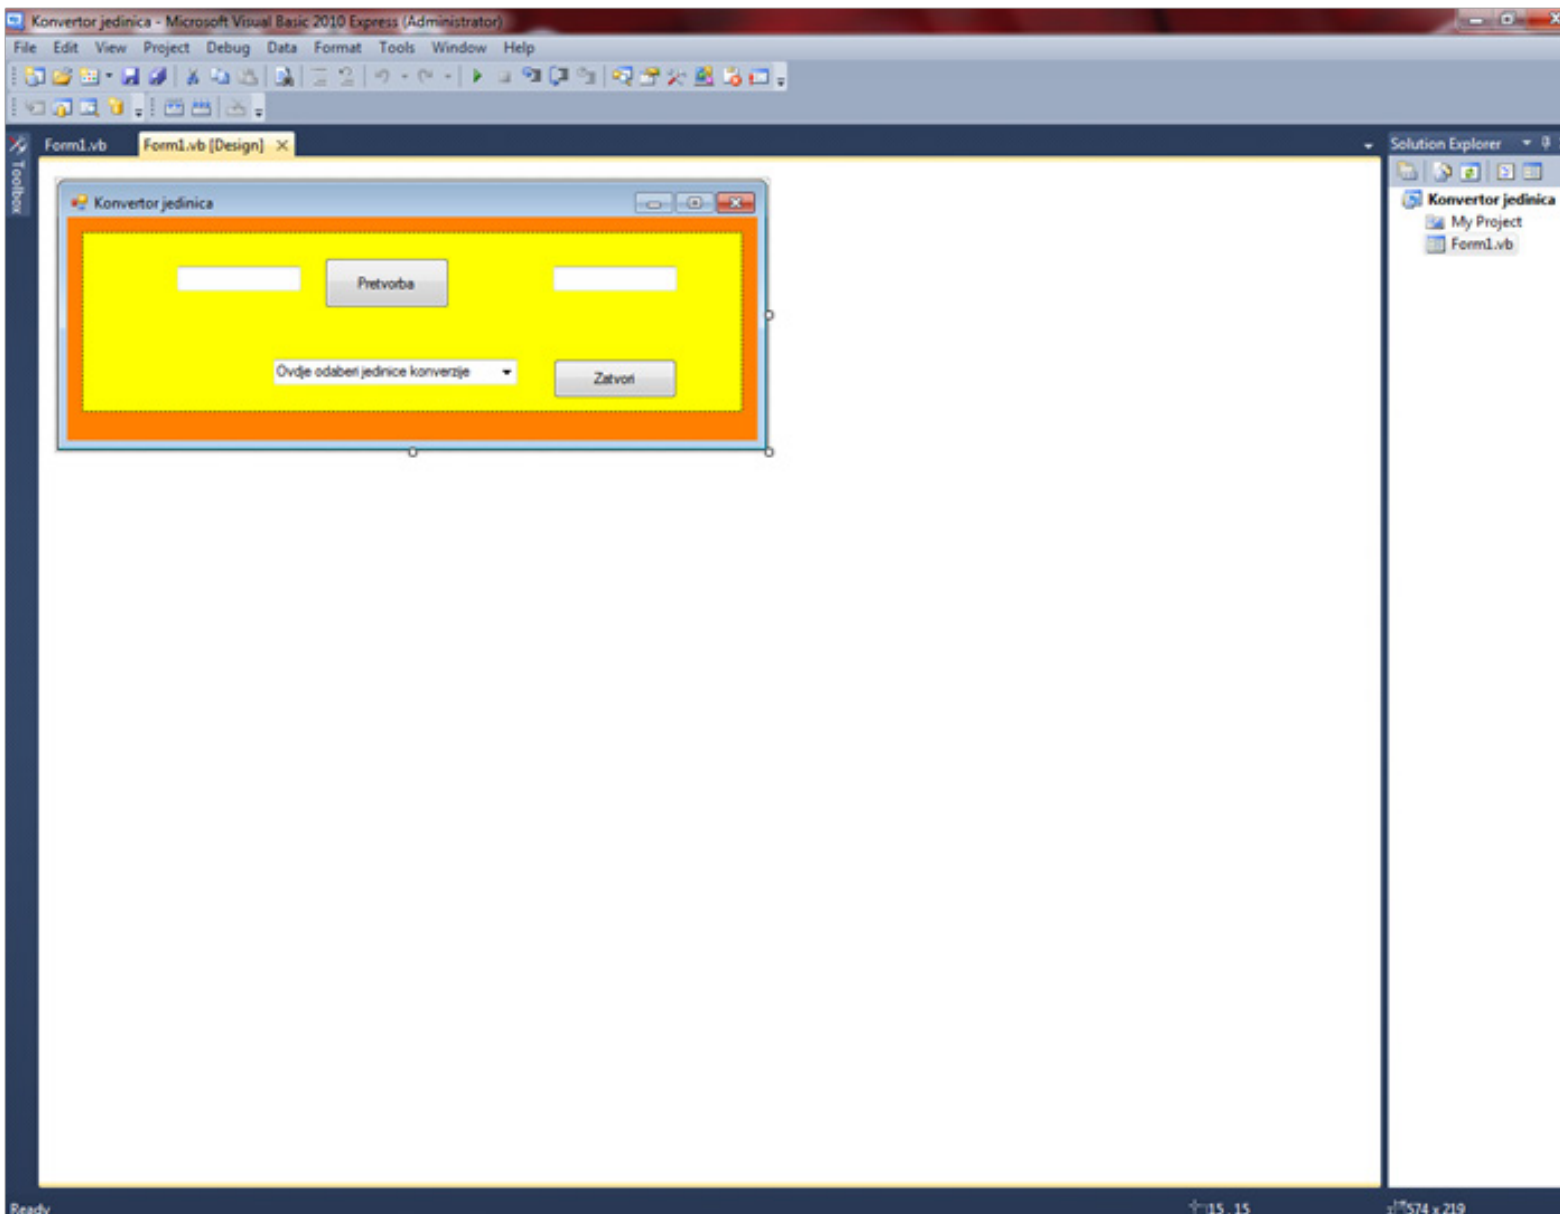 Konvertor jedinica - Microsoft Visual Basic 2010 Express (Administrator)
File Edit View Project Debug Data Format Tools Window Help
Toolbox
Form1.vb
Form1.vb [Design]
Solution Explorer
Konvertor jedinica
My Project
Form1.vb
Konvertor jedinica
Pretvorba
Ovdje odaberi jedinice konverzije
Zatvori
Ready
15 , 15
574 x 219